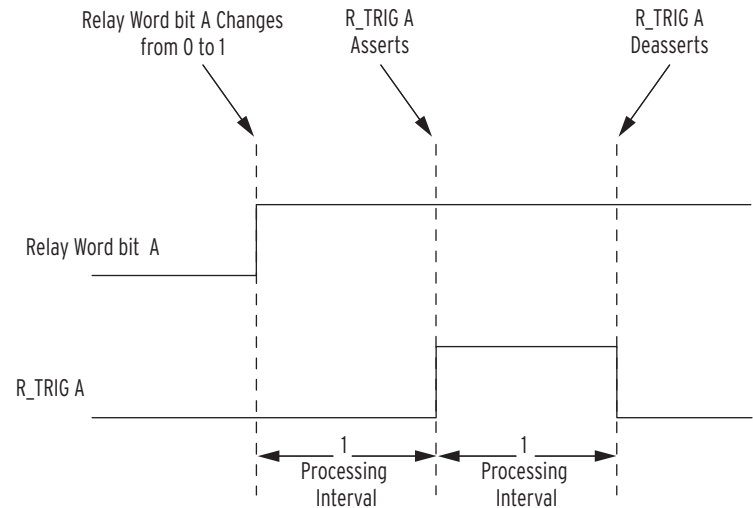 Relay Word bit A Changes
from 0 to 1
R_TRIG A
Asserts
R_TRIG A
Deasserts
Relay Word bit A
R_TRIG A
1
Processing
Interval
1
Processing
Interval